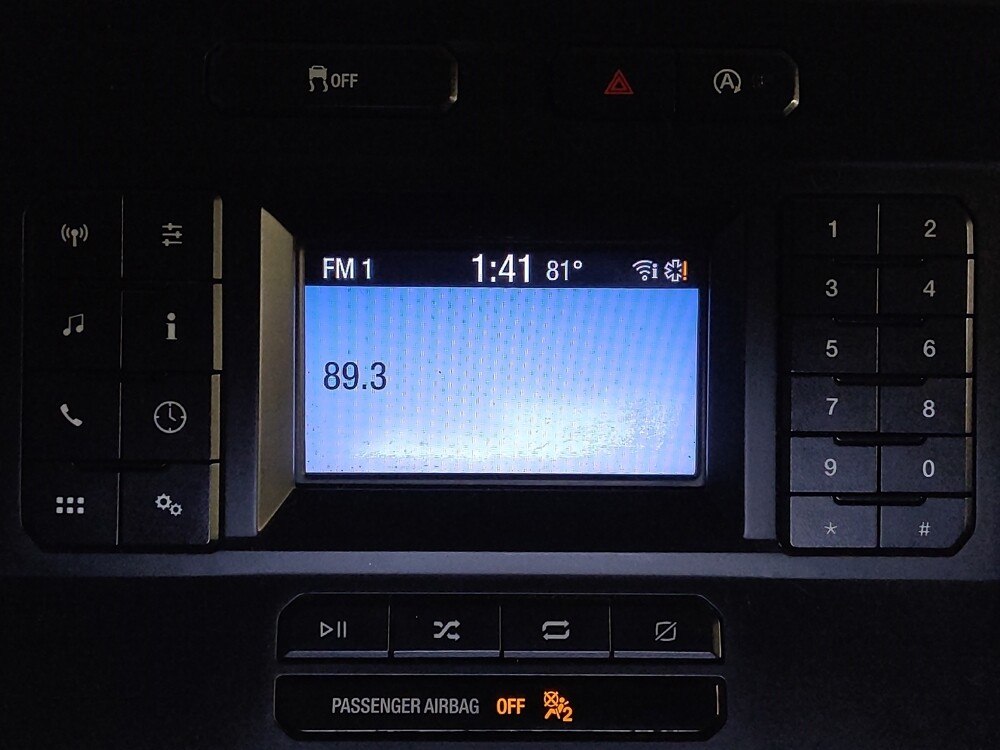 OFF
A
FM 1 1:41 81°
89.3
1 2
3 4
5 6
7 8
9 0
* #
PASSENGER AIRBAG OFF 2